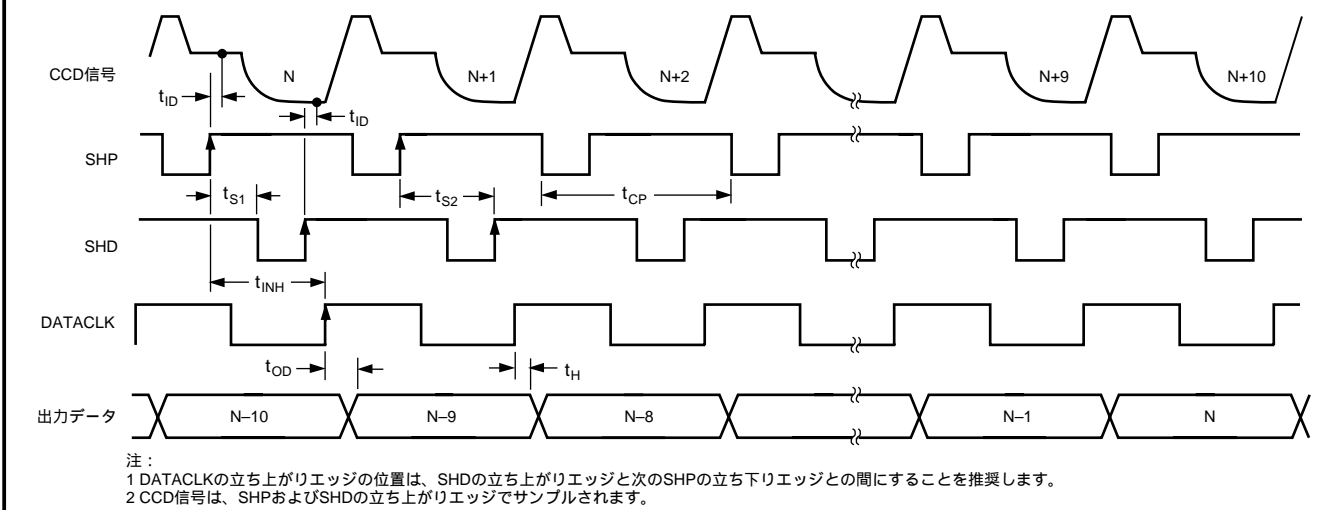 CCD信号
N
N+1
N+2
N+9
N+10
tID
tID
SHP
tS1
tS2
tCP
SHD
tINH
DATACLK
tOD
tH
出力データ
N–10
N–9
N–8
N–1
N
注：
1 DATACLKの立ち上がりエッジの位置は、SHDの立ち上がりエッジと次のSHPの立ち下りエッジとの間にすることを推奨します。
2 CCD信号は、SHPおよびSHDの立ち上がりエッジでサンプルされます。